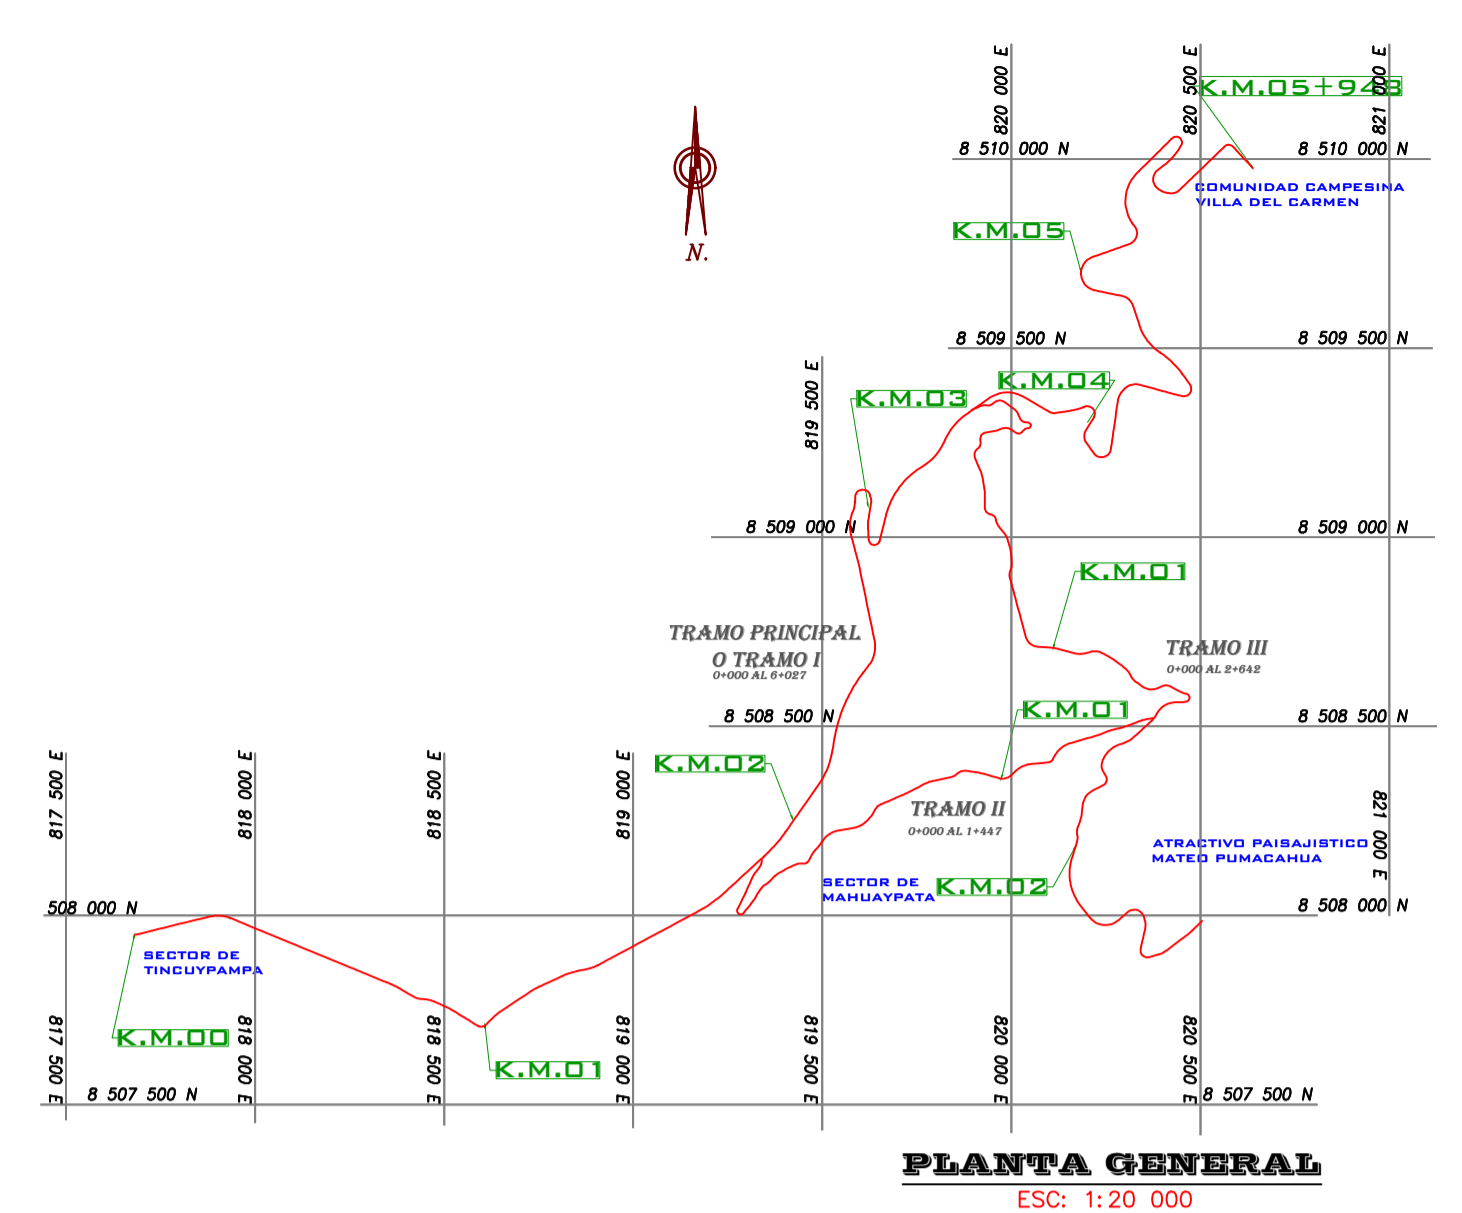 820 000 E
820 500 E
821 000 E
K.M.05+948
8 510 000 N
8 510 000 N
COMUNIDAD CAMPESINA
VILLA DEL CARMEN
N.
K.M.05
8 509 500 N
8 509 500 N
819 500 E
K.M.04
K.M.03
8 509 000 N
8 509 000 N
K.M.01
TRAMO PRINCIPAL
O TRAMO I
0+000 AL 6+027
TRAMO III
0+000 AL 2+642
8 508 500 N
K.M.01
8 508 500 N
817 500 E
818 000 E
818 500 E
819 000 E
K.M.02
821 000 E
TRAMO II
0+000 AL 1+447
ATRACTIVO PAISAJISTICO
MATEO PUMACAHUA
SECTOR DE
MAHUAYPATA
K.M.02
508 000 N
8 508 000 N
SECTOR DE
TINCUYPAMPA
K.M.00
K.M.01
817 500 E
818 000 E
818 500 E
819 000 E
819 500 E
820 000 E
820 500 E
8 507 500 N
8 507 500 N
PLANTA GENERAL
ESC: 1:20 000